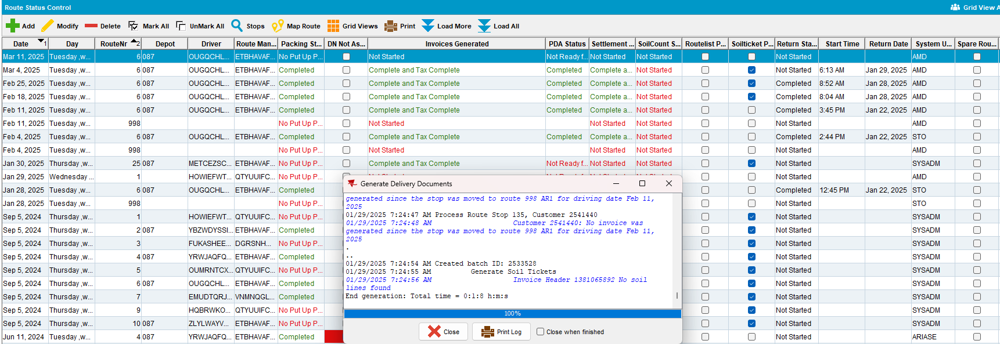 Route Status Control Grid View A
Add Modify Delete Mark All UnMark All Stops Map Route Grid Views Print Load More Load All
Date 1 Day RouteNr 2 Depot Driver Route Man... Packing St... DN Not As... Invoices Generated PDA Status Settlement ... SoilCount S... Routelist P... Soilticket P... Return Sta... Start Time Return Date System U... Spare Rou...
Mar 11, 2025 Tuesday ,w... 6 087 OUGQCHL... ETBHAVAF... No Put Up P... Not Started Not Ready f... Not Started Not Started Not Started AMD
Mar 4, 2025 Tuesday ,w... 6 087 OUGQCHL... ETBHAVAF... Completed Complete and Tax Complete Completed Complete a... Not Started Not Started 6:13 AM Jan 29, 2025 AMD
Feb 25, 2025 Tuesday ,w... 6 087 OUGQCHL... ETBHAVAF... Completed Complete and Tax Complete Completed Complete a... Not Started Completed 8:52 AM Jan 28, 2025 AMD
Feb 18, 2025 Tuesday ,w... 6 087 OUGQCHL... ETBHAVAF... Completed Complete and Tax Complete Completed Complete a... Not Started Completed 8:04 AM Jan 28, 2025 AMD
Feb 11, 2025 Tuesday ,w... 6 087 OUGQCHL... ETBHAVAF... Completed Complete and Tax Complete Completed Complete a... Not Started Completed 3:45 PM Jan 22, 2025 AMD
Feb 11, 2025 Tuesday ,w... 998 No Put Up P... Not Started Not Started Not Started Not Started AMD
Feb 4, 2025 Tuesday ,w... 6 087 OUGQCHL... ETBHAVAF... Completed Complete and Tax Complete Completed Complete a... Not Started Completed 2:44 PM Jan 22, 2025 STO
Feb 4, 2025 Tuesday ,w... 998 No Put Up P... Not Started Not Started Not Started Not Started AMD
Jan 30, 2025 Thursday ,w... 25 087 METCEZSC... ETBHAVAF... Completed Complete and Tax Complete Not Ready f... Not Started Not Started Not Started SYSADM
Jan 29, 2025 Wednesday ... 1 HOWIEFWT... QTYUUIFC... No Put Up P... Not Started AMD
Jan 28, 2025 Tuesday ,w... 6 087 OUGQCHL... ETBHAVAF... Completed Completed 12:45 PM Jan 22, 2025 STO
Jan 28, 2025 Tuesday ,w... 998 No Put Up P... Not Started STO
Sep 5, 2024 Thursday ,w... 1 HOWIEFWT... QTYUUIFC... No Put Up P... Not Started SYSADM
Sep 5, 2024 Thursday ,w... 2 087 YBZWDYSSI... ETBHAVAF... Completed Not Started SYSADM
Sep 5, 2024 Thursday ,w... 3 FUKASHEE... DGRSNH... No Put Up P... Not Started SYSADM
Sep 5, 2024 Thursday ,w... 4 087 YRWJAQFQ... ETBHAVAF... Completed Not Started SYSADM
Sep 5, 2024 Thursday ,w... 5 OUMRNTCX... QTYUUIFC... No Put Up P... Not Started SYSADM
Sep 5, 2024 Thursday ,w... 6 087 OUGQCHL... ETBHAVAF... Completed Not Started SYSADM
Sep 5, 2024 Thursday ,w... 7 EMUDTQRJ... VNMNQGL... Completed Not Started SYSADM
Sep 5, 2024 Thursday ,w... 9 HQBRWKO... QTYUUIFC... No Put Up P... Not Started SYSADM
Sep 5, 2024 Thursday ,w... 10 087 ZLYLWAYV... ETBHAVAF... No Put Up P... Not Started SYSADM
Jun 11, 2024 Tuesday ,w... 4 087 YRWJAQFQ... ETBHAVAF... Completed Not Started ARIASE
Generate Delivery Documents
generated since the stop was moved to route 998 AR1 for driving date Feb 11,
2025
01/29/2025 7:24:47 AM Process Route Stop 135, Customer 2541440
01/29/2025 7:24:48 AM Customer 2541440: No invoice was
generated since the stop was moved to route 998 AR1 for driving date Feb 11,
2025
.
..
01/29/2025 7:24:54 AM Created batch ID: 2533528
01/29/2025 7:24:55 AM Generate Soil Tickets
01/29/2025 7:24:56 AM Invoice Header 1381065892 No soil
lines found
End generation: Total time = 0:1:8 h:m:s
100%
Close Print Log Close when finished